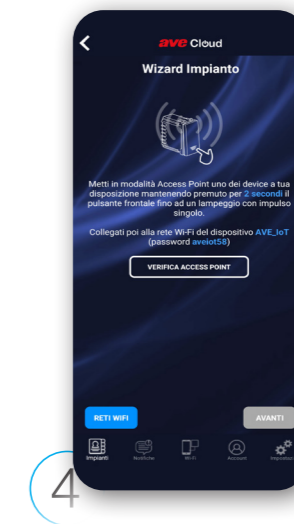 ave Cloud
Wizard Impianto
Metti in modalità Access Point uno dei device a tua
disposizione mantenendo premuto per 2 secondi il
pulsante frontale fino ad un lampeggio con impulso
singolo.
Collegati poi alla rete Wi-Fi del dispositivo AVE_IoT
(password aveiot58)
VERIFICA ACCESS POINT
RETI WIFI
AVANTI
Impianti
Notifiche
Wi-Fi
Account
Impostaz
4